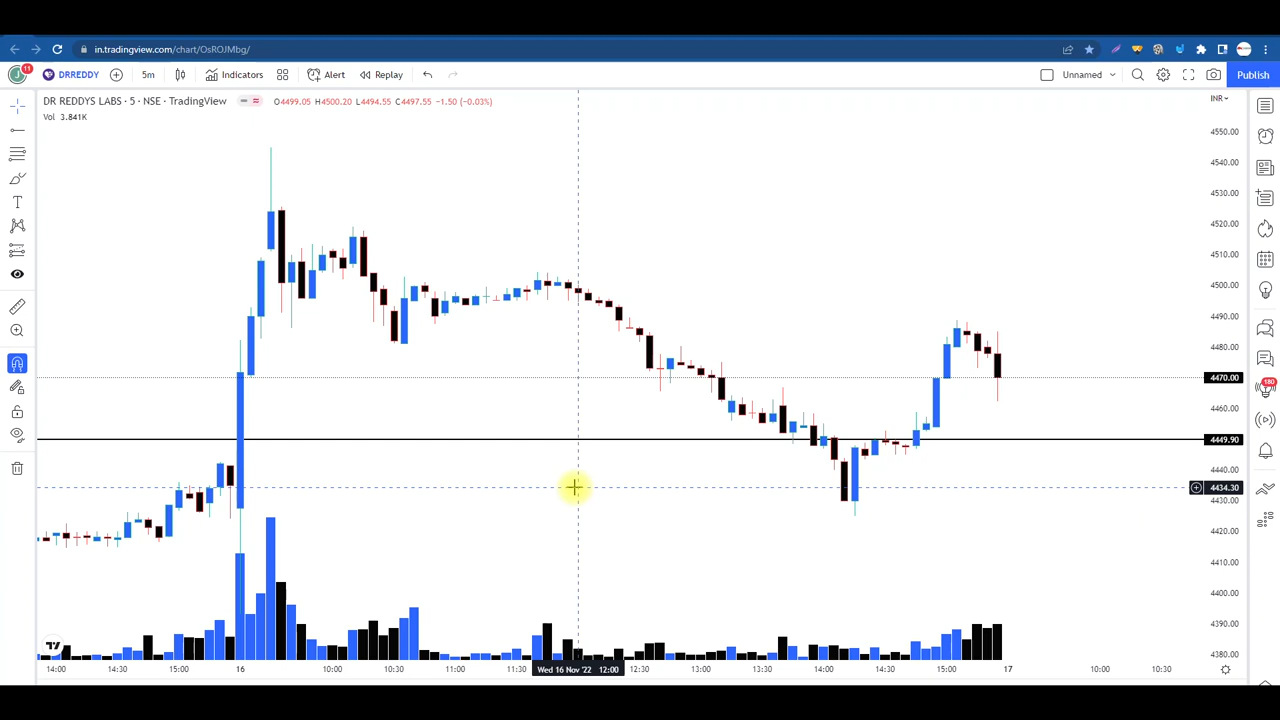 in.tradingview.com/chart/OsROJMbg/
11
DRREDDY
5m
Indicators
Alert
Replay
Unnamed
Publish
DR REDDYS LABS · 5 · NSE · TradingView
O4499.05 H4500.20 L4494.55 C4497.55 −1.50 (−0.03%)
INR
Vol 3.841K
4550.00
4540.00
4530.00
4520.00
4510.00
4500.00
4490.00
4480.00
4470.00
4460.00
4449.90
4440.00
4434.30
4430.00
4420.00
4410.00
4400.00
4390.00
4380.00
180
14:00
14:30
15:00
16
10:00
10:30
11:00
11:30
Wed 16 Nov '22 12:00
12:30
13:00
13:30
14:00
14:30
15:00
17
10:00
10:30